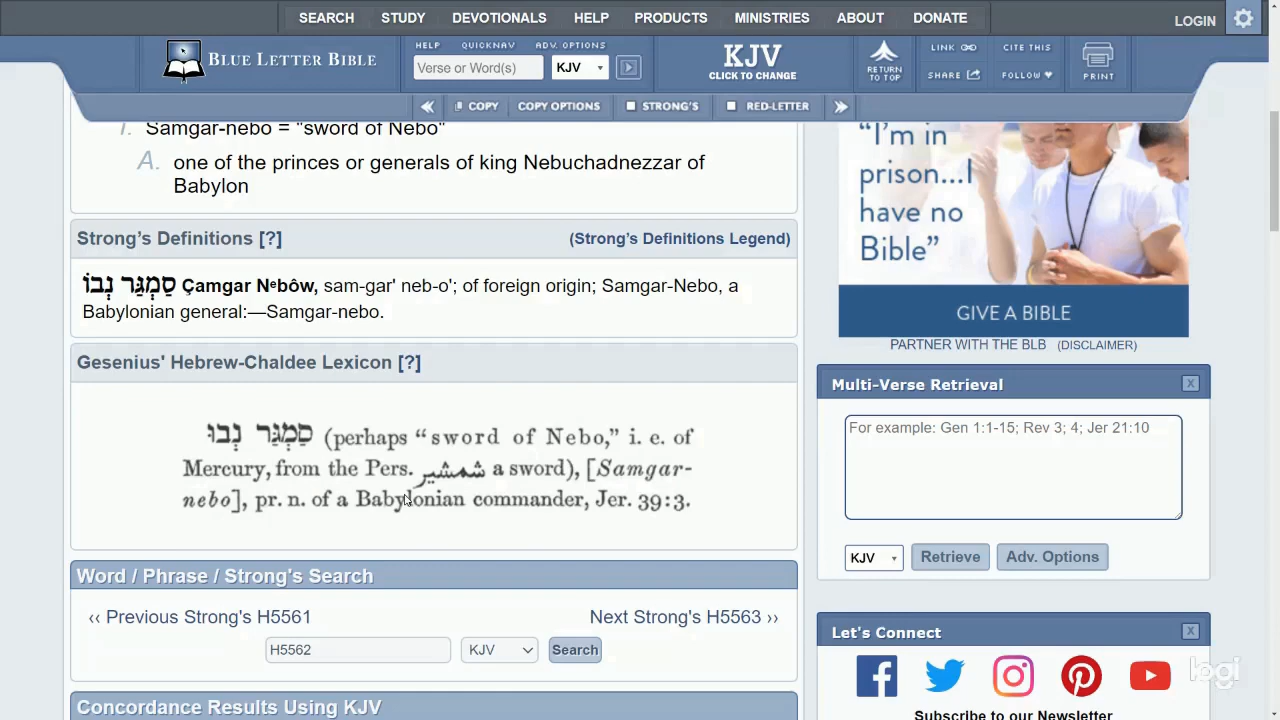 SEARCH STUDY DEVOTIONALS HELP PRODUCTS MINISTRIES ABOUT DONATE LOGIN
BLUE LETTER BIBLE
HELP QUICKNAV ADV. OPTIONS
Verse or Word(s) KJV
KJV
CLICK TO CHANGE
RETURN
TO TOP
LINK CITE THIS
SHARE FOLLOW
PRINT
COPY COPY OPTIONS STRONG'S RED-LETTER
I. Samgar-nebo = "sword of Nebo"
A. one of the princes or generals of king Nebuchadnezzar of
Babylon
Strong’s Definitions [?] (Strong’s Definitions Legend)
סַמְגַּר נְבוֹ Çamgar Nᵉbôw, sam-gar' neb-o'; of foreign origin; Samgar-Nebo, a
Babylonian general:—Samgar-nebo.
Gesenius' Hebrew-Chaldee Lexicon [?]
סַמְגַּר נְבוּ (perhaps “sword of Nebo,” i. e. of
Mercury, from the Pers. شمشير a sword), [Samgar-
nebo], pr. n. of a Babylonian commander, Jer. 39:3.
Word / Phrase / Strong's Search
‹‹ Previous Strong's H5561 Next Strong's H5563 ››
H5562 KJV Search
Concordance Results Using KJV
“I’m in
prison...I
have no
Bible”
GIVE A BIBLE
PARTNER WITH THE BLB (DISCLAIMER)
Multi-Verse Retrieval X
For example: Gen 1:1-15; Rev 3; 4; Jer 21:10
KJV Retrieve Adv. Options
Let's Connect X
logi
Subscribe to our Newsletter